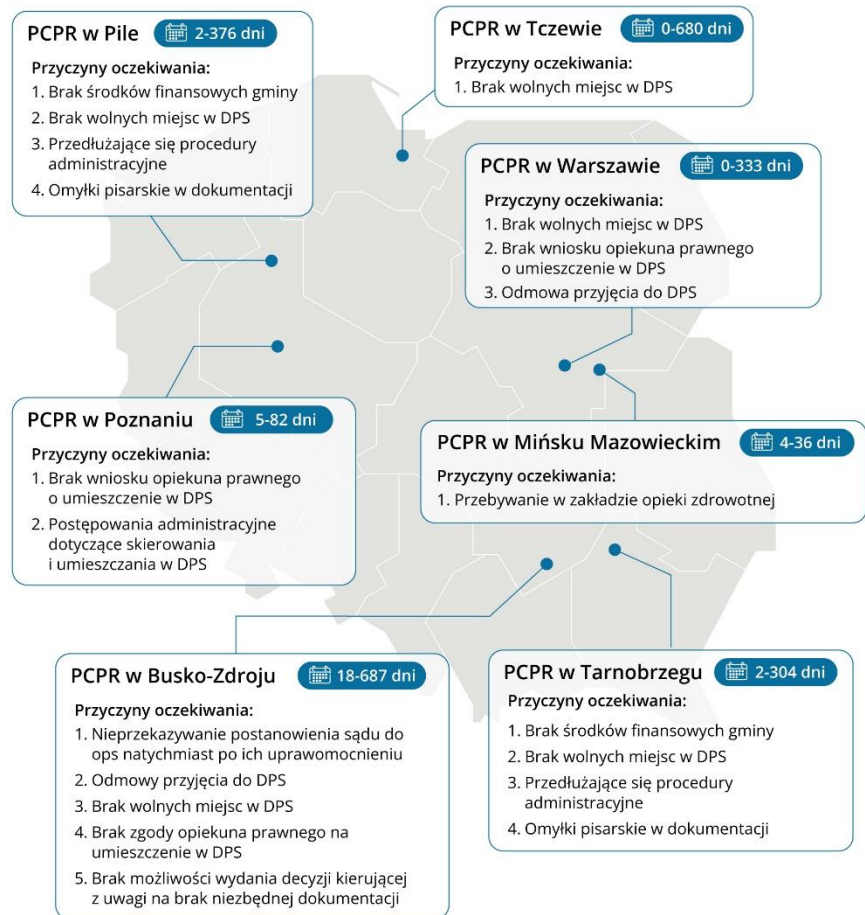 PCPR w Pile 2-376 dni
Przyczyny oczekiwania:
1. Brak środków finansowych gminy
2. Brak wolnych miejsc w DPS
3. Przedłużające się procedury
administracyjne
4. Omyłki pisarskie w dokumentacji
PCPR w Tczewie 0-680 dni
Przyczyny oczekiwania:
1. Brak wolnych miejsc w DPS
PCPR w Warszawie 0-333 dni
Przyczyny oczekiwania:
1. Brak wolnych miejsc w DPS
2. Brak wniosku opiekuna prawnego
o umieszczenie w DPS
3. Odmowa przyjęcia do DPS
PCPR w Poznaniu 5-82 dni
Przyczyny oczekiwania:
1. Brak wniosku opiekuna prawnego
o umieszczenie w DPS
2. Postępowania administracyjne
dotyczące skierowania
i umieszczania w DPS
PCPR w Mińsku Mazowieckim 4-36 dni
Przyczyny oczekiwania:
1. Przebywanie w zakładzie opieki zdrowotnej
PCPR w Busko-Zdroju 18-687 dni
Przyczyny oczekiwania:
1. Nieprzekazywanie postanowienia sądu do
ops natychmiast po ich uprawomocnieniu
2. Odmowy przyjęcia do DPS
3. Brak wolnych miejsc w DPS
4. Brak zgody opiekuna prawnego na
umieszczenie w DPS
5. Brak możliwości wydania decyzji kierującej
z uwagi na brak niezbędnej dokumentacji
PCPR w Tarnobrzegu 2-304 dni
Przyczyny oczekiwania:
1. Brak środków finansowych gminy
2. Brak wolnych miejsc w DPS
3. Przedłużające się procedury
administracyjne
4. Omyłki pisarskie w dokumentacji